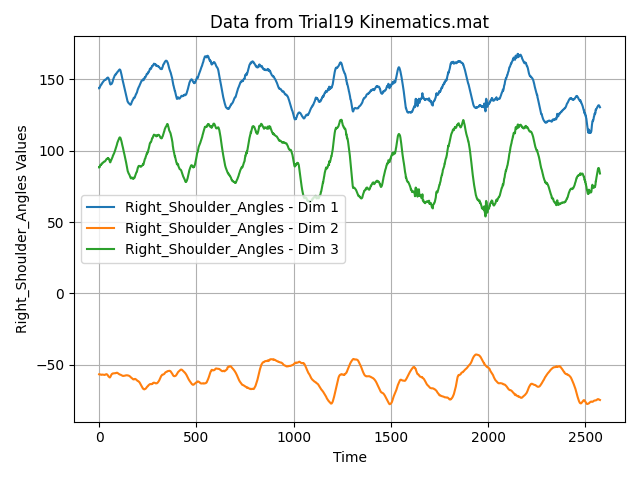 Data from Trial19 Kinematics.mat
Right_Shoulder_Angles Values
150
100
50
0
−50
Right_Shoulder_Angles - Dim 1
Right_Shoulder_Angles - Dim 2
Right_Shoulder_Angles - Dim 3
0 500 1000 1500 2000 2500
Time